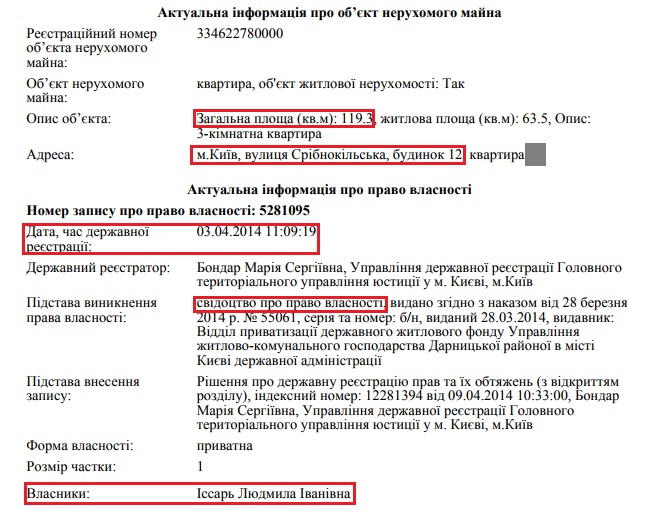 Актуальна інформація про об’єкт нерухомого майна
Реєстраційний номер об’єкта нерухомого майна: 334622780000
Об’єкт нерухомого майна: квартира, об'єкт житлової нерухомості: Так
Опис об’єкта: Загальна площа (кв.м): 119.3, житлова площа (кв.м): 63.5, Опис:
3-кімнатна квартира
Адреса: м.Київ, вулиця Срібнокільська, будинок 12, квартира
Актуальна інформація про право власності
Номер запису про право власності: 5281095
Дата, час державної реєстрації: 03.04.2014 11:09:19
Державний реєстратор: Бондар Марія Сергіївна, Управління державної реєстрації Головного
територіального управління юстиції у м. Києві, м.Київ
Підстава виникнення права власності: свідоцтво про право власності, видано згідно з наказом від 28 березня
2014 р. № 55061, серія та номер: б/н, виданий 28.03.2014, видавник:
Відділ приватизації державного житлового фонду Управління
житлово-комунального господарства Дарницької районої в місті
Києві державної адміністрації
Підстава внесення запису: Рішення про державну реєстрацію прав та їх обтяжень (з відкриттям
розділу), індексний номер: 12281394 від 09.04.2014 10:33:00, Бондар
Марія Сергіївна, Управління державної реєстрації Головного
територіального управління юстиції у м. Києві, м.Київ
Форма власності: приватна
Розмір частки: 1
Власники: Іссарь Людмила Іванівна